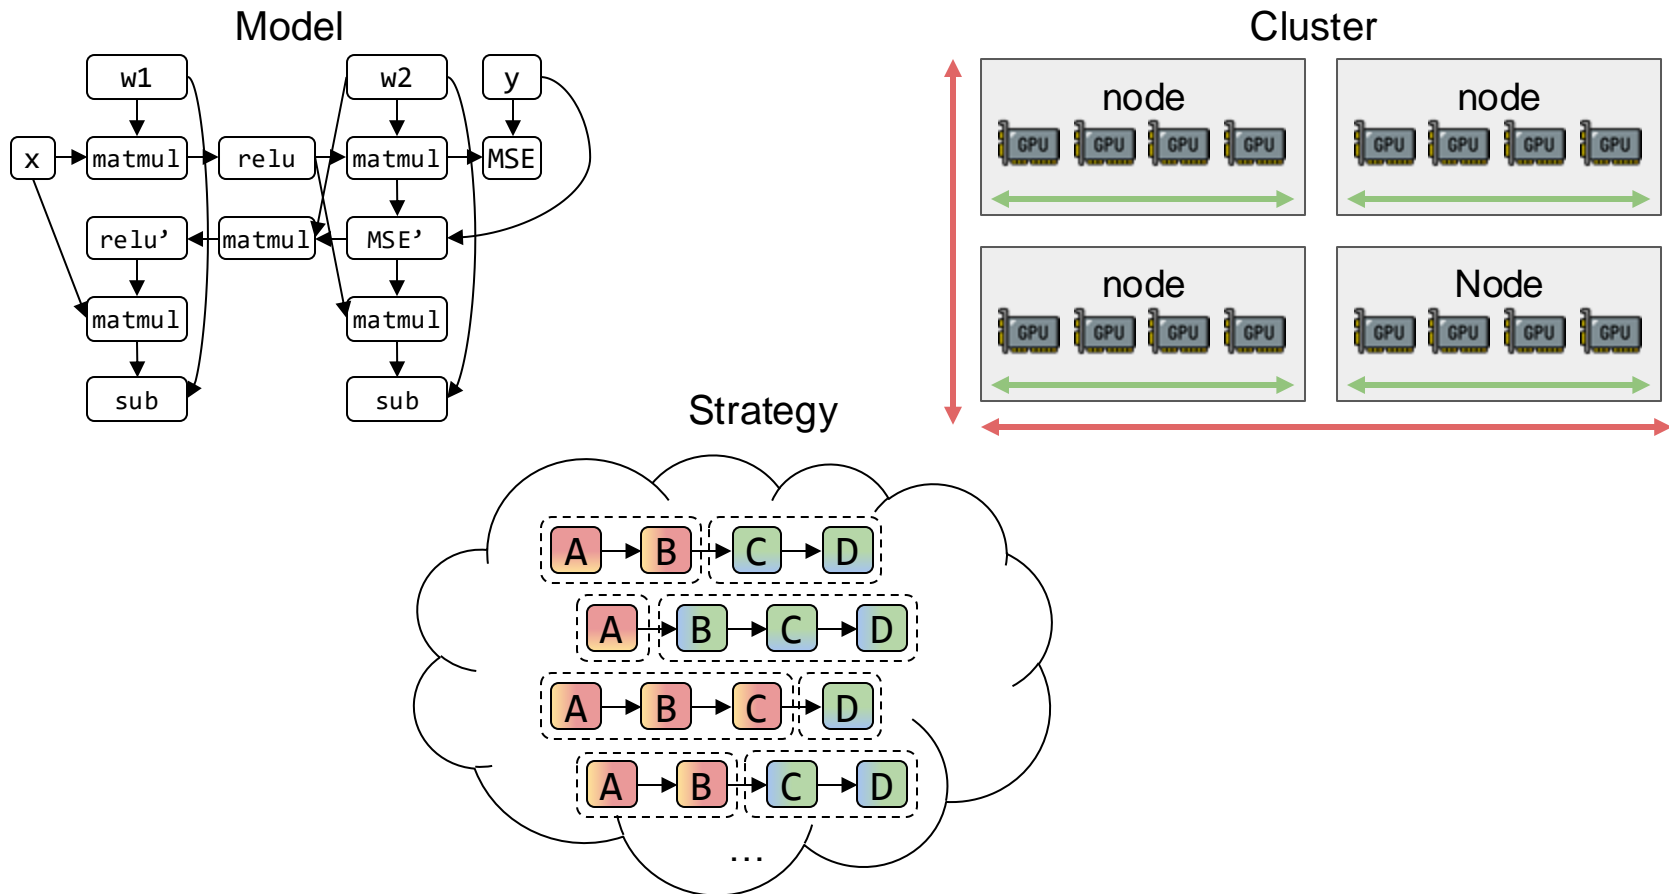 Model
Cluster
w1
w2
y
x
matmul
relu
matmul
MSE
relu’
matmul
MSE’
matmul
matmul
sub
sub
node
GPU GPU GPU GPU
node
GPU GPU GPU GPU
node
GPU GPU GPU GPU
Node
GPU GPU GPU GPU
Strategy
A B C D
A B C D
A B C D
A B C D
...